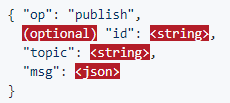 { "op": "publish",
(optional) "id": <string>,
"topic": <string>,
"msg": <json>
}